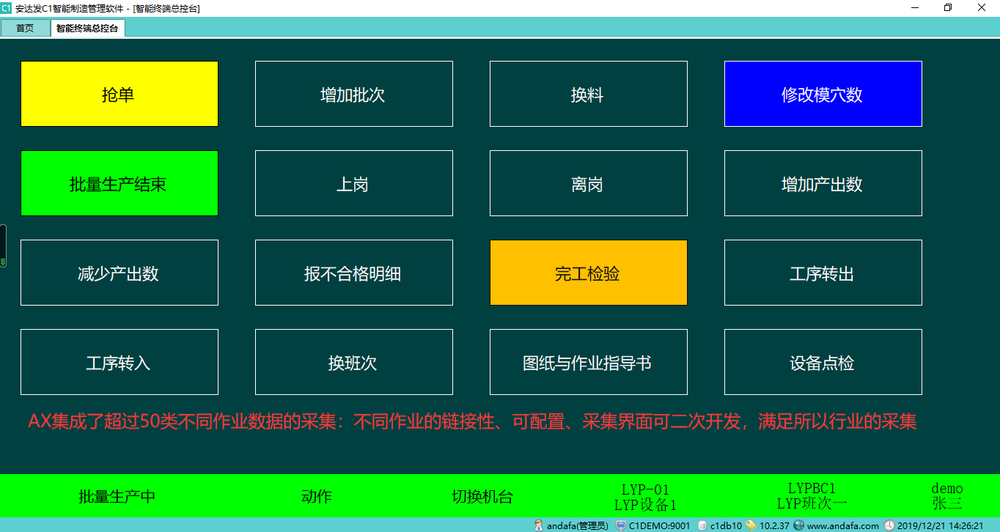 C1 安达发C1智能制造管理软件 - [智能终端总控台]
首页 智能终端总控台
抢单 增加批次 换料 修改模穴数
批量生产结束 上岗 离岗 增加产出数
减少产出数 报不合格明细 完工检验 工序转出
工序转入 换班次 图纸与作业指导书 设备点检
AX集成了超过50类不同作业数据的采集：不同作业的链接性、可配置、采集界面可二次开发，满足所以行业的采集
批量生产中 动作 切换机台
LYP-01
LYP设备1
LYPBC1
LYP班次一
demo
张三
andafa(管理员) C1DEMO:9001 c1db10 10.2.37 www.andafa.com 2019/12/21 14:26:21